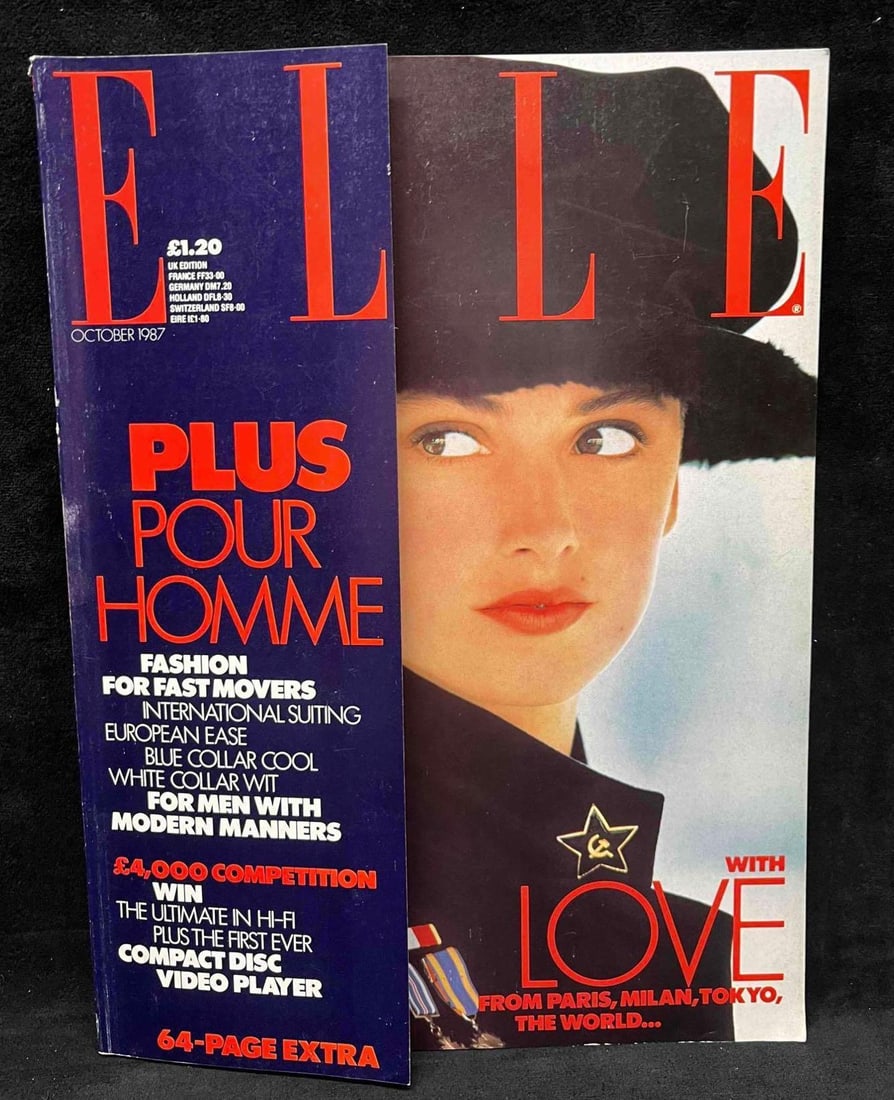 ELLE
£1.20
UK EDITION
FRANCE FF33·00
GERMANY DM7.20
HOLLAND DFL8·30
SWITZERLAND SF8·00
EIRE IE1·80
OCTOBER 1987
PLUS
POUR
HOMME
FASHION
FOR FAST MOVERS
INTERNATIONAL SUITING
EUROPEAN EASE
BLUE COLLAR COOL
WHITE COLLAR WIT
FOR MEN WITH
MODERN MANNERS
£4,000 COMPETITION
WIN
THE ULTIMATE IN HI-FI
PLUS THE FIRST EVER
COMPACT DISC
VIDEO PLAYER
64-PAGE EXTRA
®
WITH
LOVE
FROM PARIS, MILAN, TOKYO,
THE WORLD...